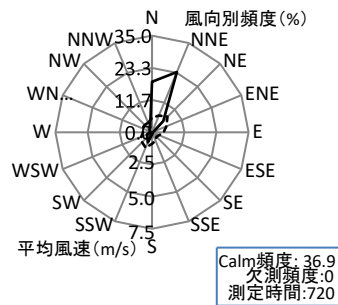 N
風向別頻度(%)
35.0
NNW
NNE
NW
23.3
NE
WN...
11.7
ENE
W
0.0
E
WSW
2.5
ESE
SW
5.0
SE
SSW
SSE
7.5
平均風速(m/s)
S
Calm頻度: 36.9
欠測頻度:0
測定時間:720